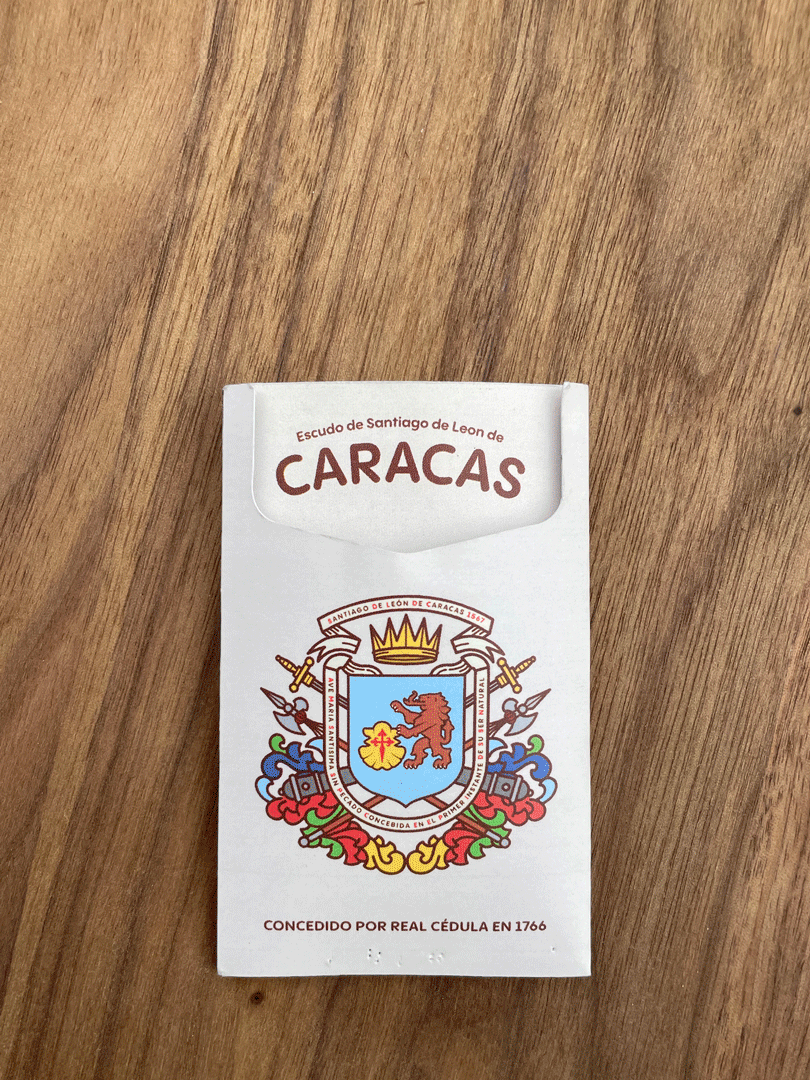 Escudo de Santiago de Leon de
CARACAS
SANTIAGO DE LEÓN DE CARACAS 1567
AVE MARIA SANTISIMA SIN PECADO CONCEBIDA EN EL PRIMER INSTANTE DE SU SER NATURAL
CONCEDIDO POR REAL CÉDULA EN 1766